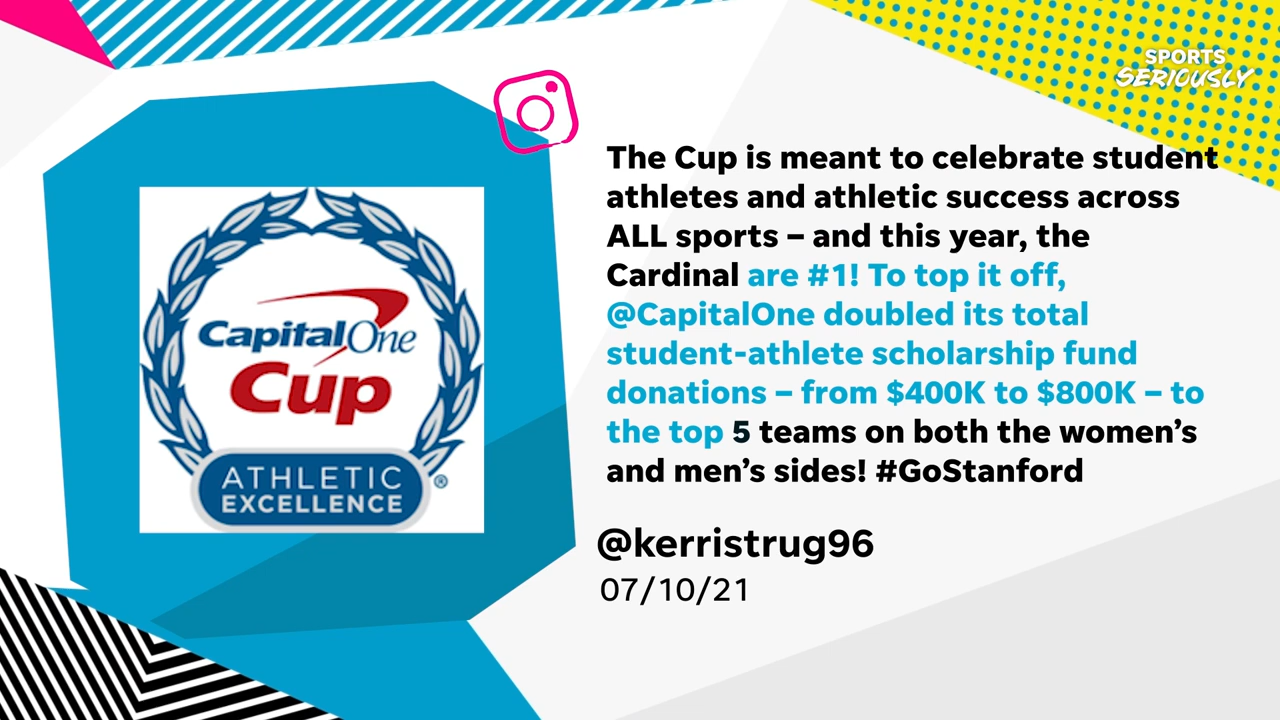 SPORTS
SERIOUSLY
The Cup is meant to celebrate student
athletes and athletic success across
ALL sports – and this year, the
Cardinal are #1! To top it off,
@CapitalOne doubled its total
student-athlete scholarship fund
donations – from $400K to $800K – to
the top 5 teams on both the women’s
and men’s sides! #GoStanford
@kerristrug96
07/10/21
CapitalOne
Cup
ATHLETIC
EXCELLENCE®